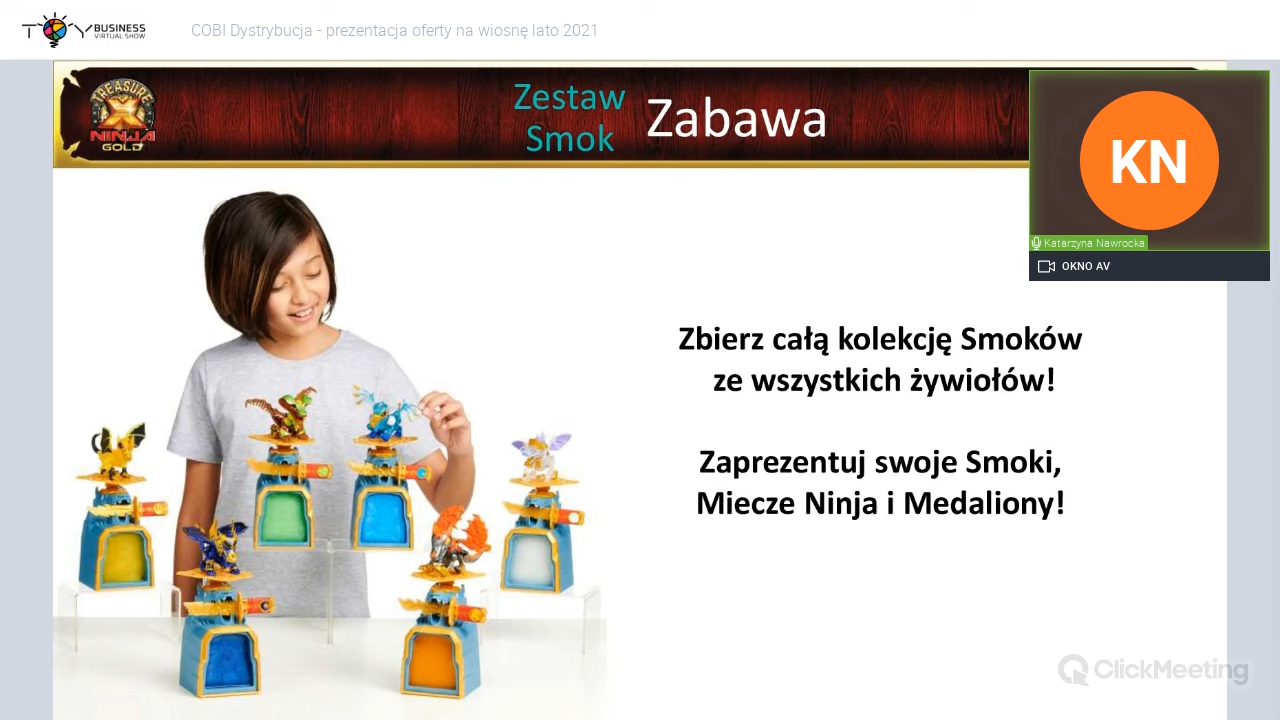 TOY BUSINESS
VIRTUAL SHOW
COBI Dystrybucja - prezentacja oferty na wiosnę lato 2021
TREASURE
X
NINJA
GOLD
Zestaw
Smok
Zabawa
KN
Katarzyna Nawrocka
OKNO AV
Zbierz całą kolekcję Smoków
ze wszystkich żywiołów!
Zaprezentuj swoje Smoki,
Miecze Ninja i Medaliony!
ClickMeeting